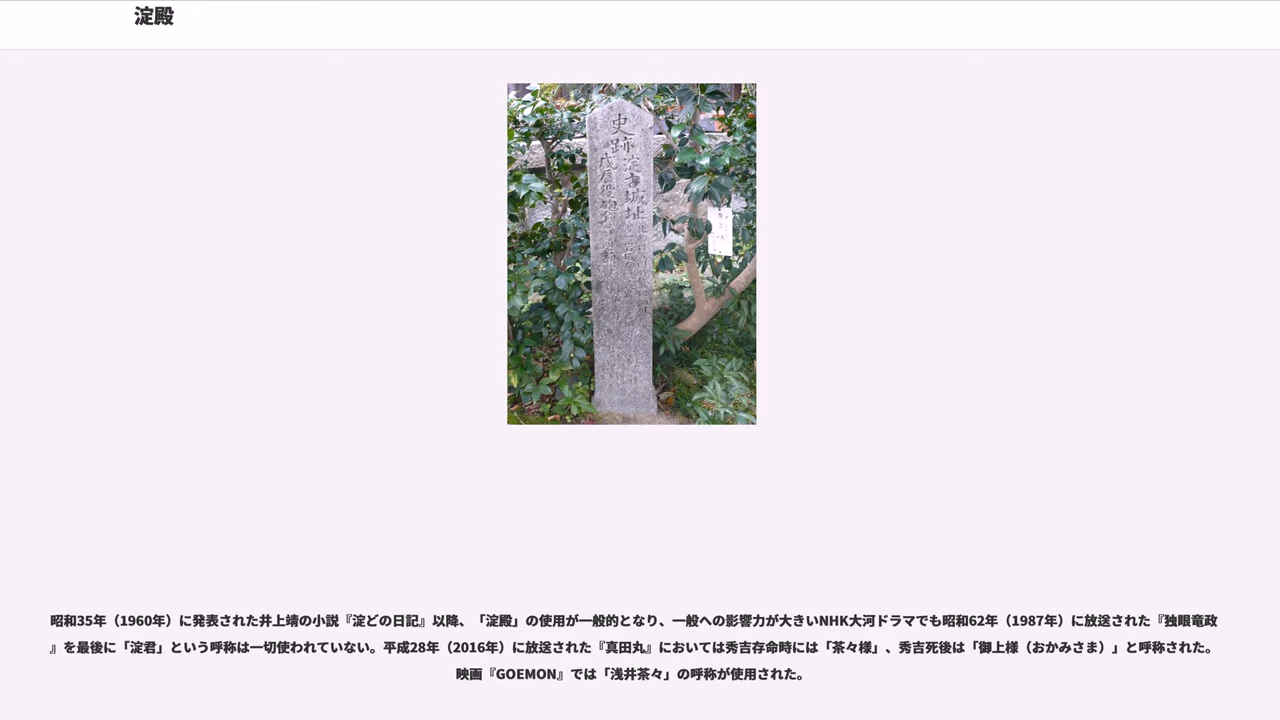 淀殿
史跡
淀古城址
戊辰役
昭和35年（1960年）に発表された井上靖の小説『淀どの日記』以降、「淀殿」の使用が一般的となり、一般への影響力が大きいNHK大河ドラマでも昭和62年（1987年）に放送された『独眼竜政
』を最後に「淀君」という呼称は一切使われていない。平成28年（2016年）に放送された『真田丸』においては秀吉存命時には「茶々様」、秀吉死後は「御上様（おかみさま）」と呼称された。
映画『GOEMON』では「浅井茶々」の呼称が使用された。